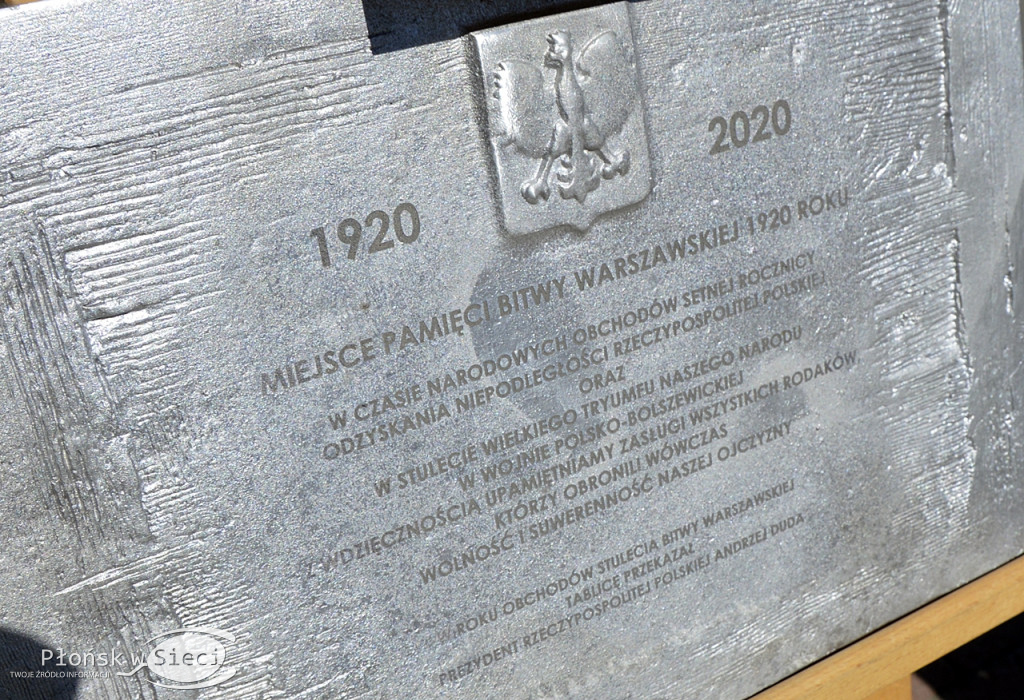 1920
2020
MIEJSCE PAMIĘCI BITWY WARSZAWSKIEJ 1920 ROKU
W CZASIE NARODOWYCH OBCHODÓW SETNEJ ROCZNICY
ODZYSKANIA NIEPODLEGŁOŚCI RZECZYPOSPOLITEJ POLSKIEJ
ORAZ
W STULECIE WIELKIEGO TRYUMFU NASZEGO NARODU
W WOJNIE POLSKO-BOLSZEWICKIEJ
WDZIĘCZNOŚCIĄ UPAMIĘTNIAMY ZASŁUGI WSZYSTKICH RODAKÓW
KTÓRZY OBRONILI WÓWCZAS
WOLNOŚĆ I SUWERENNOŚĆ NASZEJ OJCZYZNY
W ROKU OBCHODÓW STULECIA BITWY WARSZAWSKIEJ
TABLICĘ PRZEKAZAŁ
PREZYDENT RZECZYPOSPOLITEJ POLSKIEJ ANDRZEJ DUDA
Płońsk w Sieci
TWOJE ŹRÓDŁO INFORMACJI